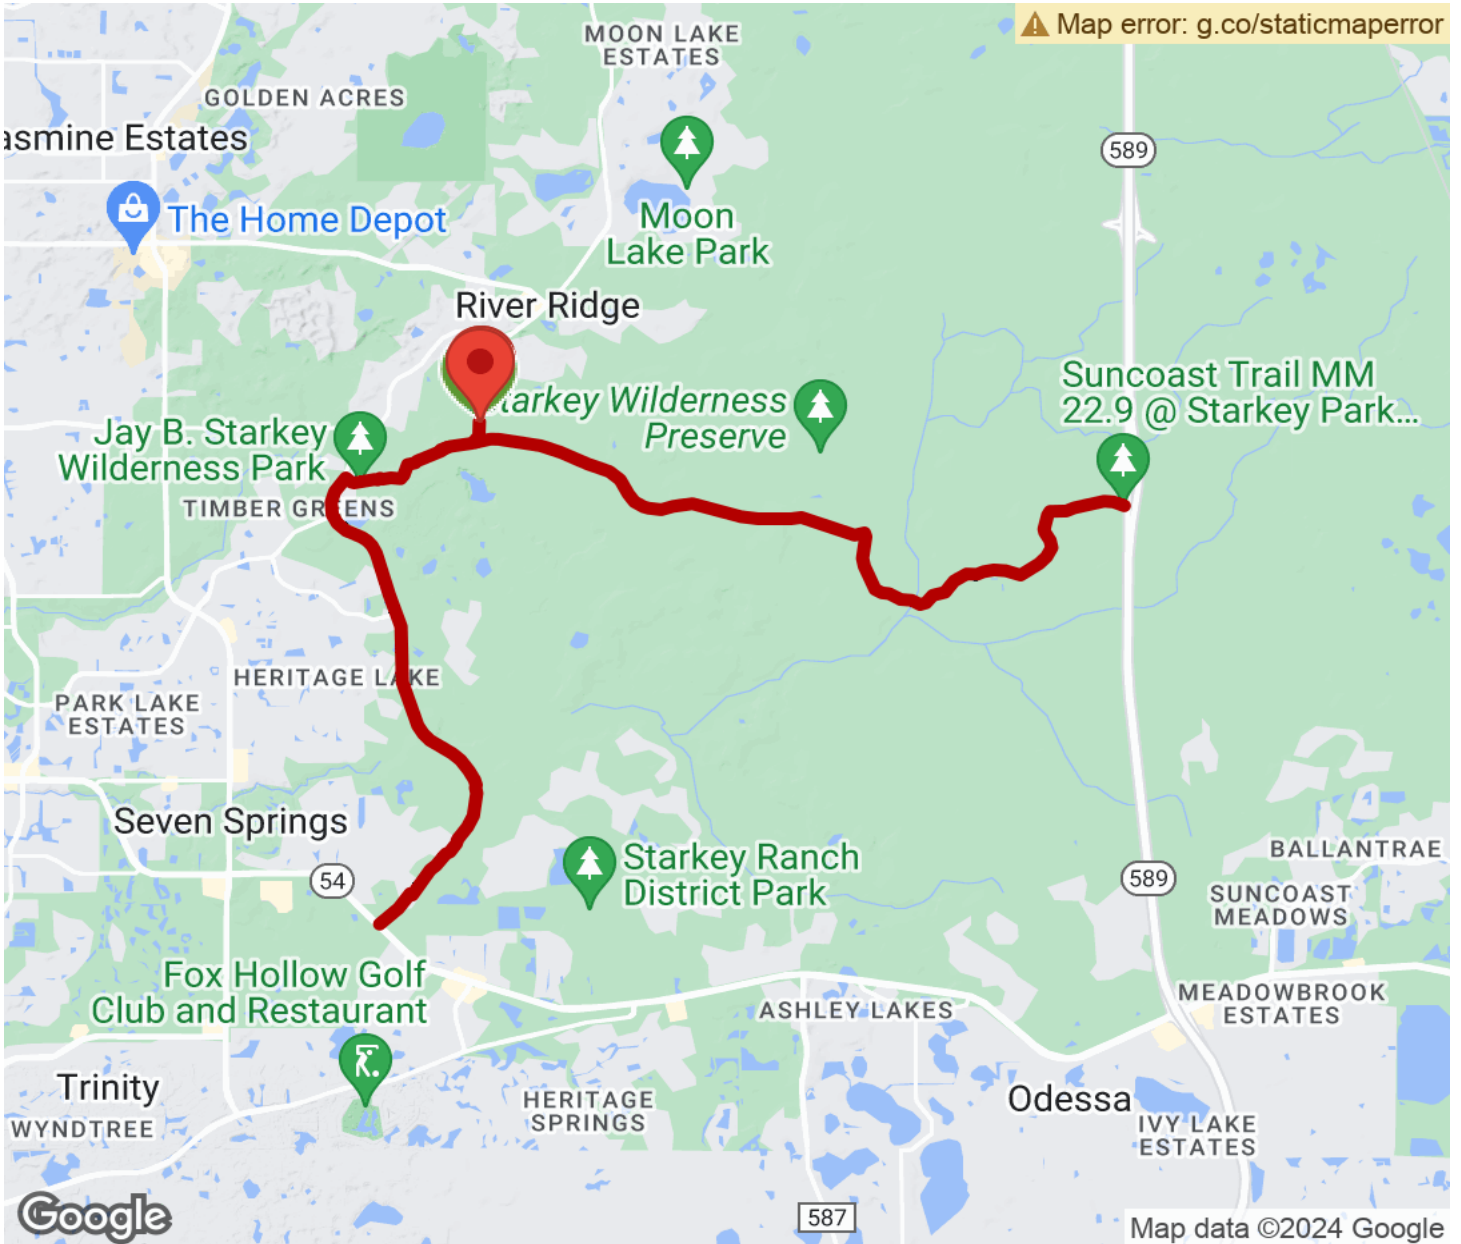 Map error: g.co/staticmaperror
MOON LAKE
ESTATES
GOLDEN ACRES
asmine Estates
589
The Home Depot
Moon
Lake Park
River Ridge
Suncoast Trail MM
22.9 @ Starkey Park...
tarkey Wilderness
Preserve
Jay B. Starkey
Wilderness Park
TIMBER GREENS
HERITAGE LAKE
PARK LAKE
ESTATES
Seven Springs
54
Starkey Ranch
District Park
589
BALLANTRAE
SUNCOAST
MEADOWS
Fox Hollow Golf
Club and Restaurant
ASHLEY LAKES
MEADOWBROOK
ESTATES
Trinity
WYNDTREE
HERITAGE
SPRINGS
Odessa
IVY LAKE
ESTATES
Google
587
Map data ©2024 Google